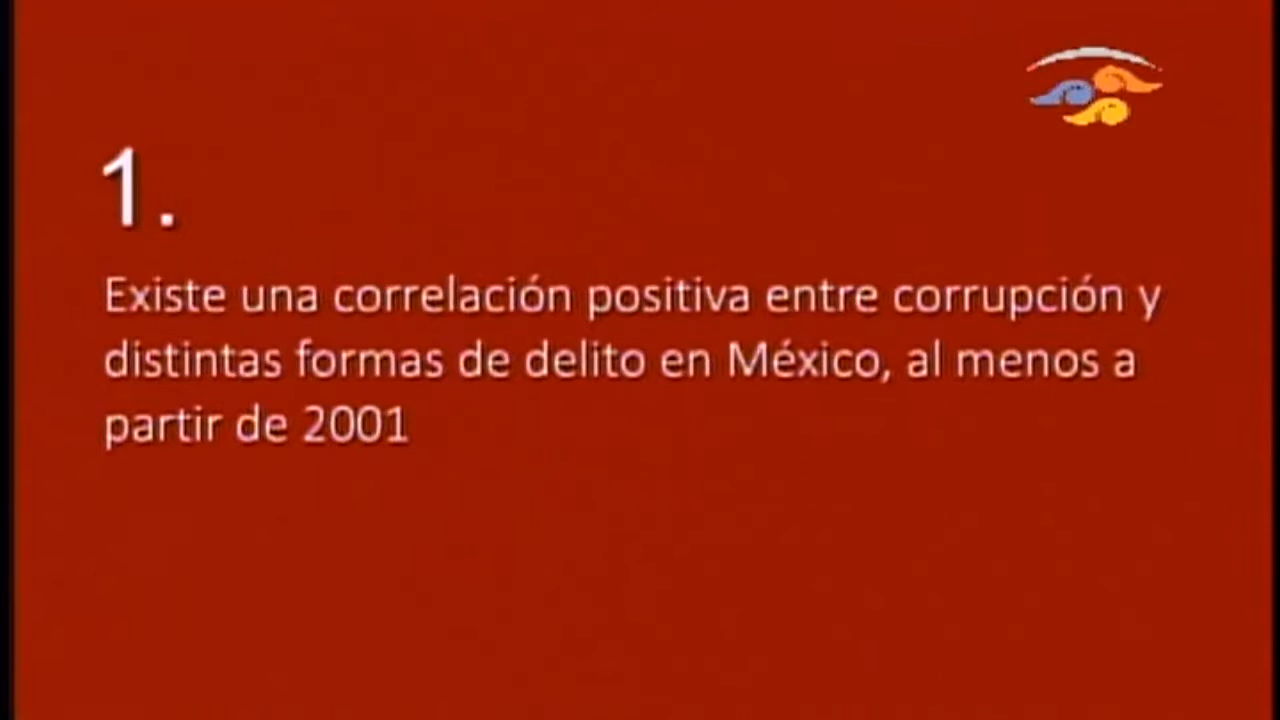 1.
Existe una correlación positiva entre corrupción y
distintas formas de delito en México, al menos a
partir de 2001